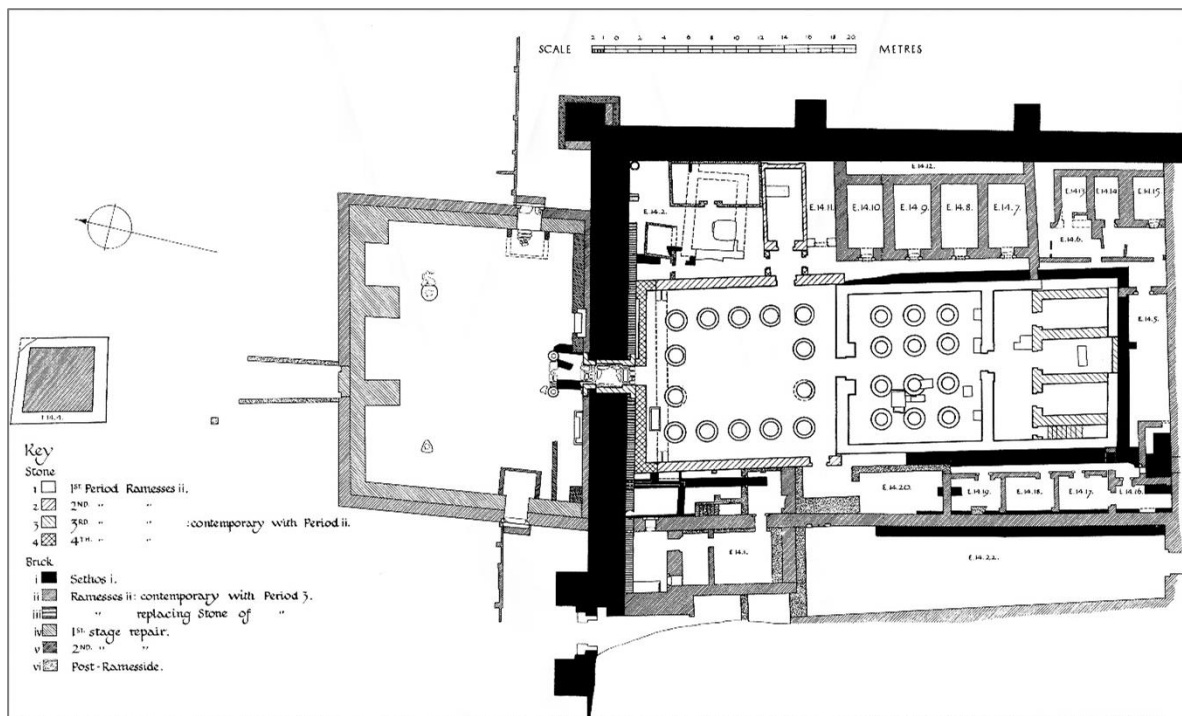 SCALE 2 1 0 2 4 6 8 10 12 14 16 18 20 METRES
E.14.12.
E.14.2.
E.14.11.
E.14.10.
E.14.9.
E.14.8.
E.14.7.
E.14.13
E.14.14
E.14.15
E.14.6.
E.14.5.
E.14.20.
E.14.19.
E.14.18.
E.14.17.
E.14.16.
E.14.1.
E.14.22.
Key
Stone
1 1ST Period Ramesses ii.
2 2ND. " "
3 3RD " " :contemporary with Period ii.
4 4TH. " "
Brick
i Sethos i.
ii Ramesses ii: contemporary with Period 3.
iii " replacing Stone of "
iv 1ST. stage repair.
v 2ND. " "
vi Post-Ramesside.